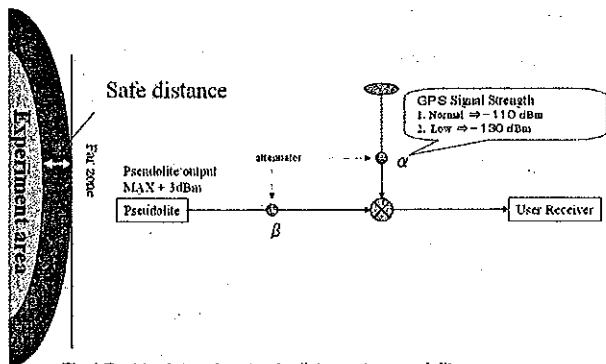 Experiment area
Safe distance
Far zone
Pseudolite output
MAX + 3dBm
Pseudolite
attenuator
β
α
GPS Signal Strength
1. Normal ⇒ -110 dBm
2. Low ⇒ -130 dBm
User Receiver